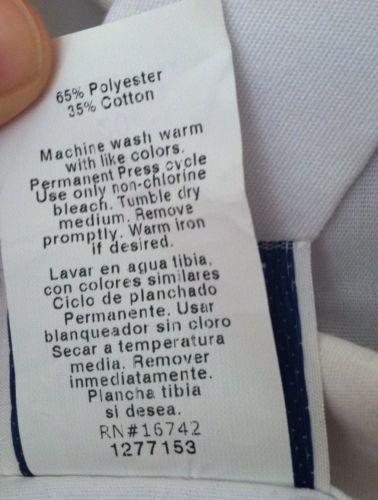 65% Polyester
35% Cotton
Machine wash warm
with like colors.
Permanent Press cycle
Use only non-chlorine
bleach. Tumble dry
medium. Remove
promptly. Warm iron
if desired.
Lavar en agua tibia.
con colores similares
Ciclo de planchado
Permanente. Usar
blanqueador sin cloro
Secar a temperatura
media. Remover
inmediatamente.
Plancha tibia
si desea.
RN#16742
1277153